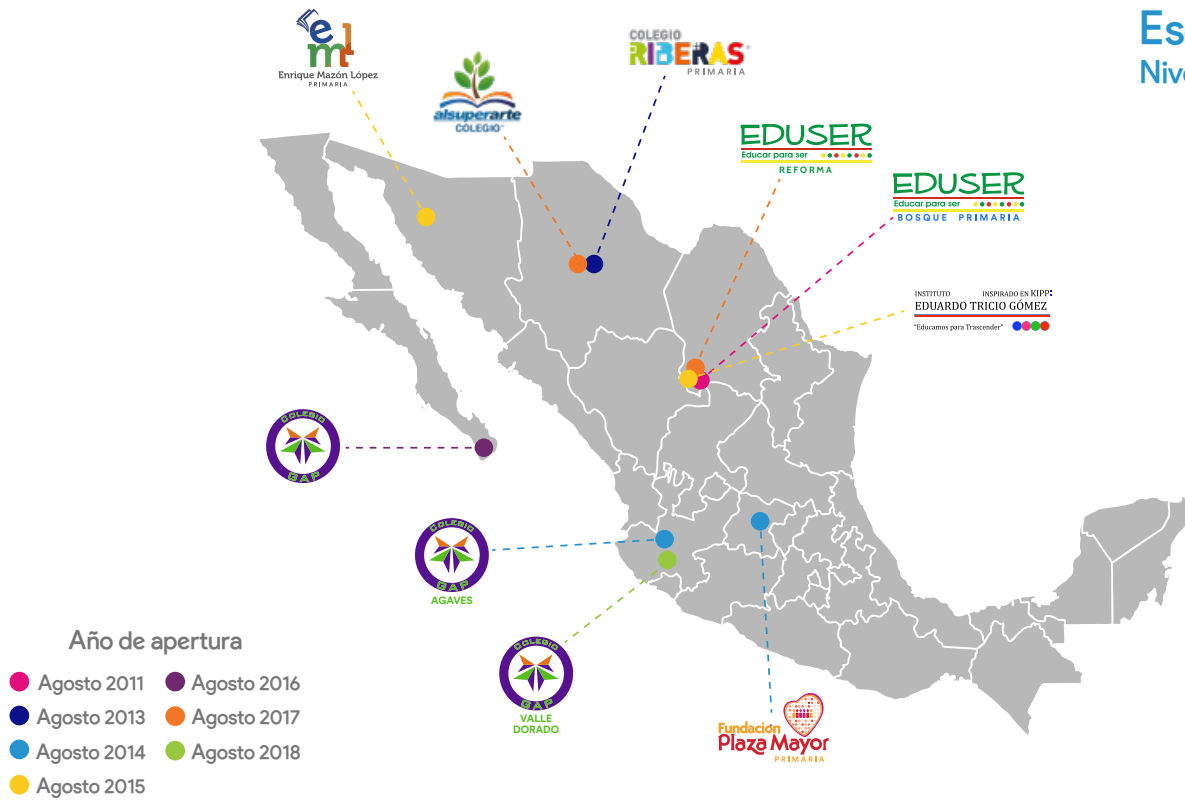 Es
Nive
eml
Enrique Mazón López
PRIMARIA
alsuperarte
COLEGIO
COLEGIO
RIBERAS
PRIMARIA
EDUSER
Educar para ser
REFORMA
EDUSER
Educar para ser
BOSQUE PRIMARIA
INSTITUTO INSPIRADO EN KIPP:
EDUARDO TRICIO GÓMEZ
"Educamos para Trascender"
COLEGIO
GAP
COLEGIO
GAP
AGAVES
COLEGIO
GAP
VALLE
DORADO
Fundación
Plaza Mayor
PRIMARIA
Año de apertura
Agosto 2011
Agosto 2013
Agosto 2014
Agosto 2015
Agosto 2016
Agosto 2017
Agosto 2018